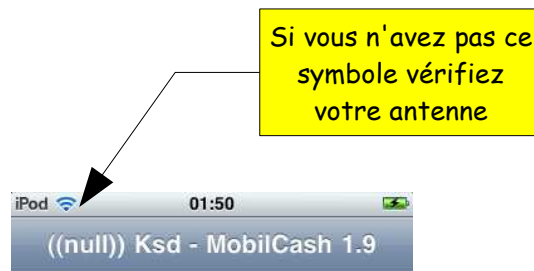 Si vous n'avez pas ce
symbole vérifiez
votre antenne
iPod 01:50
((null)) Ksd - MobilCash 1.9